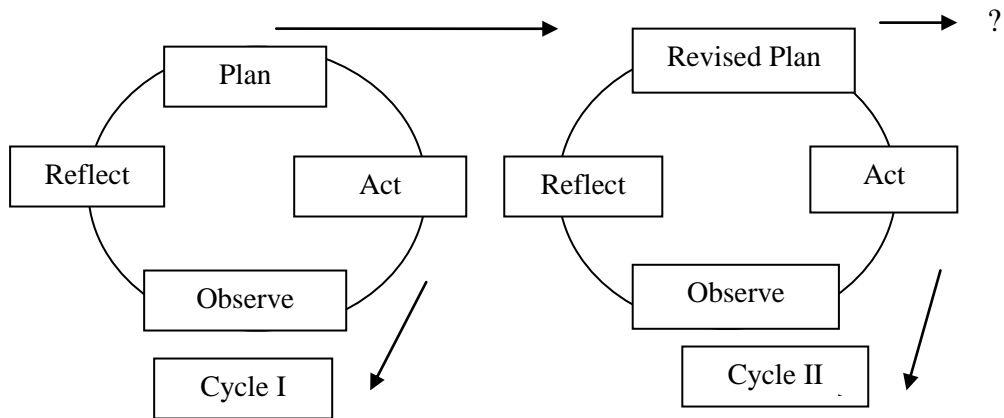 Plan
Reflect
Act
Observe
Cycle I
Revised Plan
?
Reflect
Act
Observe
Cycle II